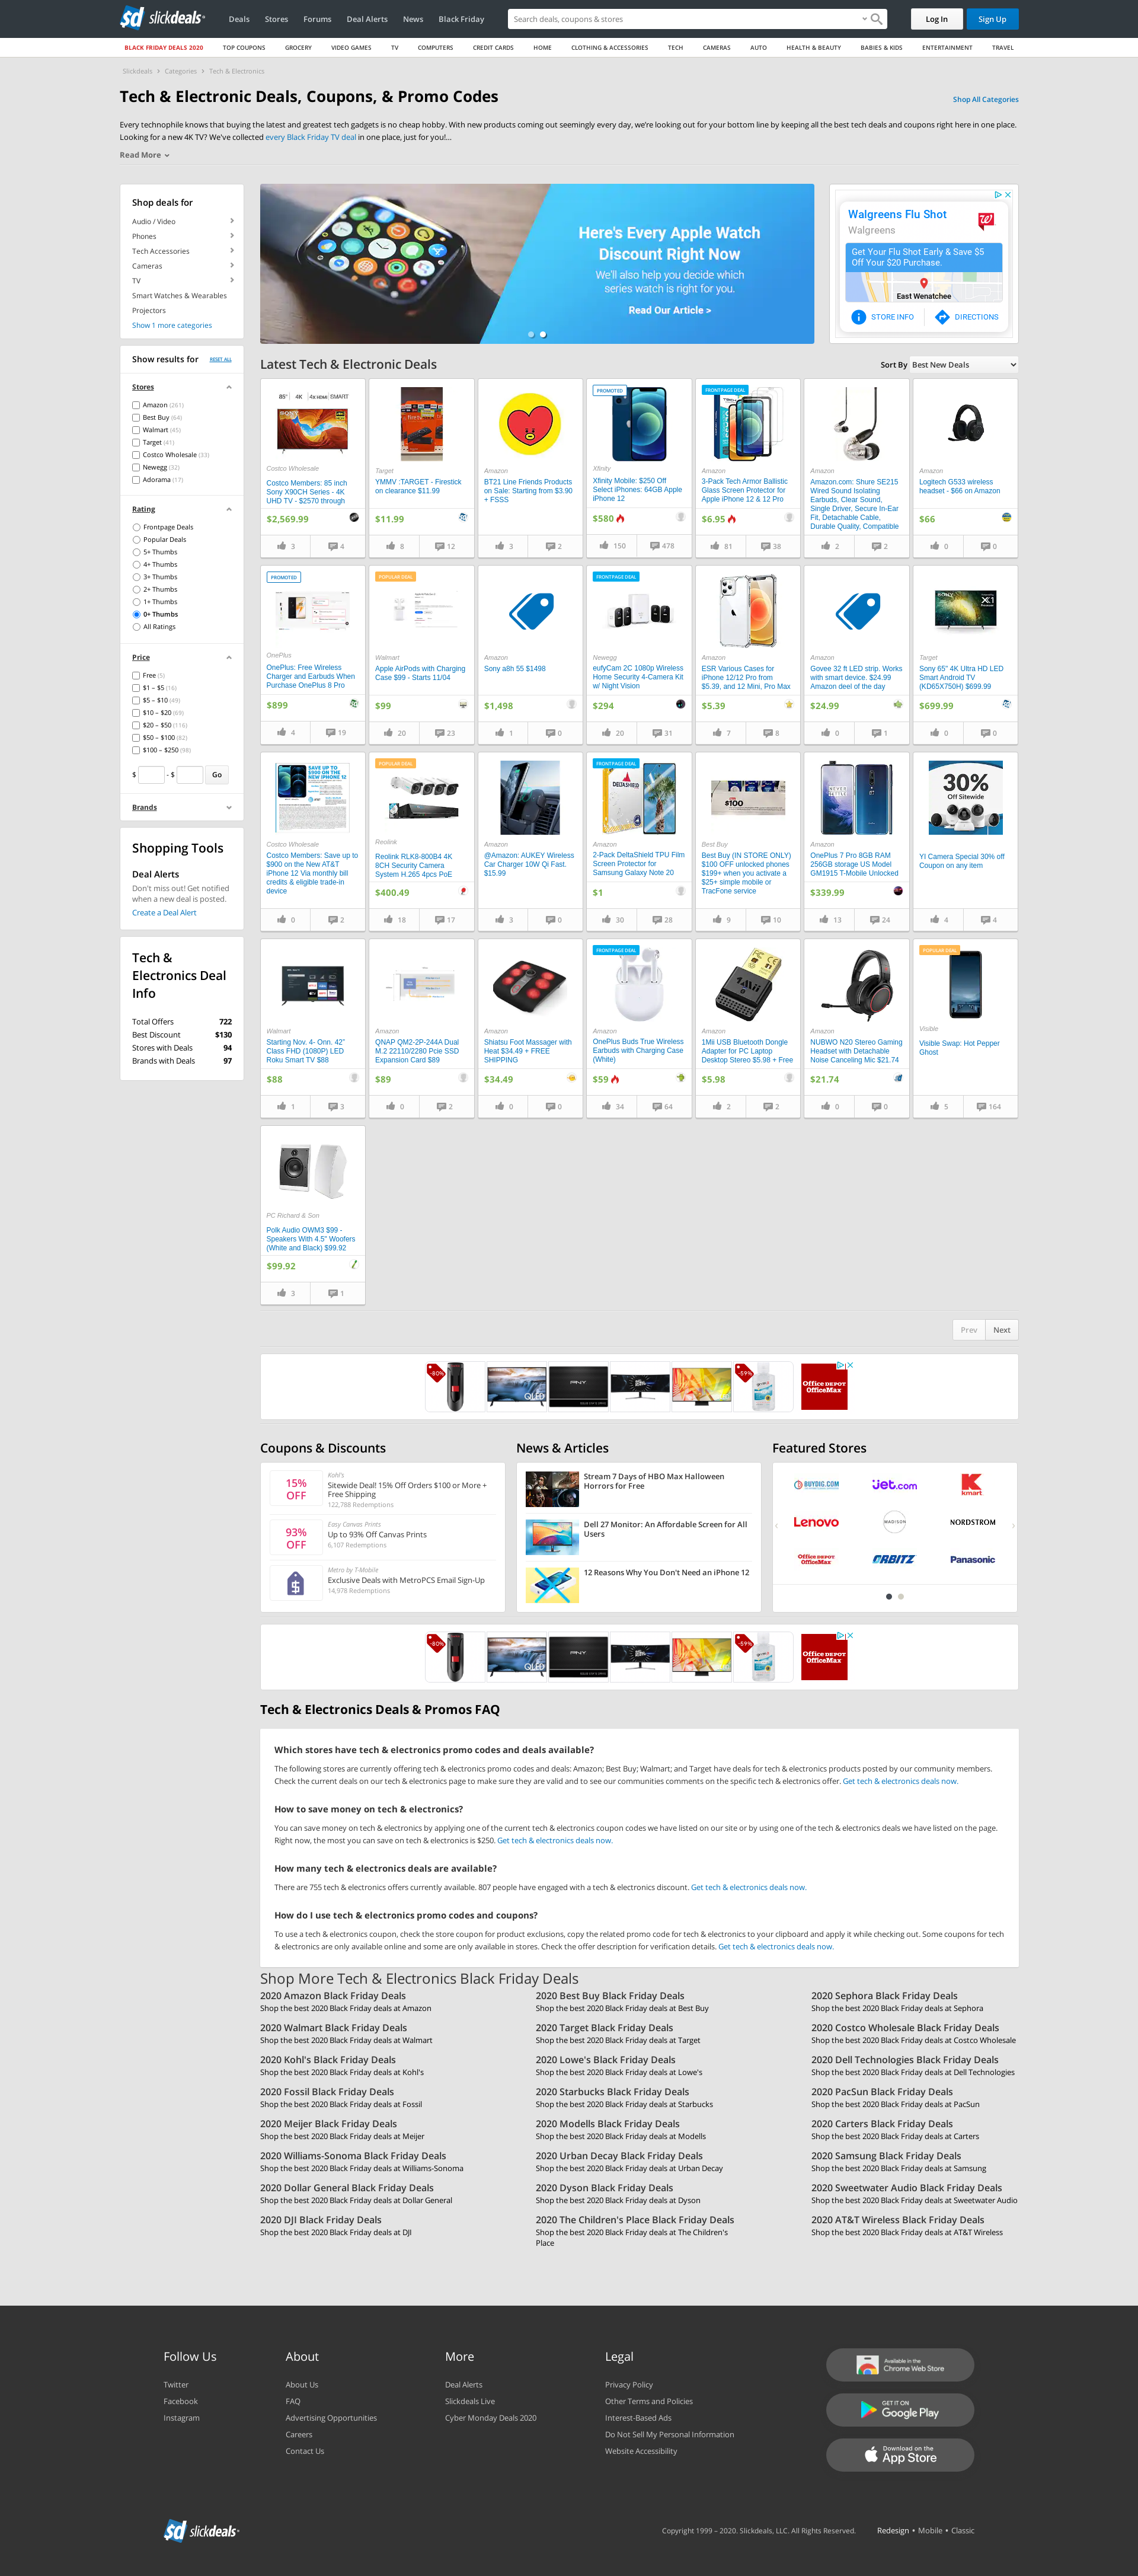 slickdeals
Deals Stores Forums Deal Alerts News Black Friday
Search deals, coupons & stores
Log In
Sign Up
BLACK FRIDAY DEALS 2020 TOP COUPONS GROCERY VIDEO GAMES TV COMPUTERS CREDIT CARDS HOME CLOTHING & ACCESSORIES TECH CAMERAS AUTO HEALTH & BEAUTY BABIES & KIDS ENTERTAINMENT TRAVEL
Slickdeals > Categories > Tech & Electronics
Tech & Electronic Deals, Coupons, & Promo Codes
Shop All Categories
Every technophile knows that buying the latest and greatest tech gadgets is no cheap hobby. With new products coming out seemingly every day, we're looking out for your bottom line by keeping all the best tech deals and coupons right here in one place.
Looking for a new 4K TV? We've collected every Black Friday TV deal in one place, just for you!...
Read More
Shop deals for
Audio / Video
Phones
Tech Accessories
Cameras
TV
Smart Watches & Wearables
Projectors
Show 1 more categories
Show results for
RESET ALL
Stores
Amazon (261)
Best Buy (64)
Walmart (45)
Target (41)
Costco Wholesale (33)
Newegg (32)
Adorama (17)
Rating
Frontpage Deals
Popular Deals
5+ Thumbs
4+ Thumbs
3+ Thumbs
2+ Thumbs
1+ Thumbs
0+ Thumbs
All Ratings
Price
Free (5)
$1 – $5 (16)
$5 – $10 (49)
$10 – $20 (69)
$20 – $50 (116)
$50 – $100 (82)
$100 – $250 (98)
$ - $ Go
Brands
Shopping Tools
Deal Alerts
Don't miss out! Get notified
when a new deal is posted.
Create a Deal Alert
Tech &
Electronics Deal
Info
Total Offers 722
Best Discount $130
Stores with Deals 94
Brands with Deals 97
Here's Every Apple Watch
Discount Right Now
We'll also help you decide which
series watch is right for you.
Read Our Article >
Walgreens Flu Shot
Walgreens
Get Your Flu Shot Early & Save $5
Off Your $20 Purchase.
East Wenatchee
STORE INFO
DIRECTIONS
Latest Tech & Electronic Deals
Sort By Best New Deals
85" 4K 4x HDMI SMART
SONY
Costco Wholesale
Costco Members: 85 inch
Sony X90CH Series - 4K
UHD TV - $2570 through
$2,569.99
3 4
Target
YMMV :TARGET - Firestick
on clearance $11.99
$11.99
8 12
Amazon
BT21 Line Friends Products
on Sale: Starting from $3.90
+ FSSS
3 2
PROMOTED
Xfinity
Xfinity Mobile: $250 Off
Select iPhones: 64GB Apple
iPhone 12
$580
150 478
FRONTPAGE DEAL
Amazon
3-Pack Tech Armor Ballistic
Glass Screen Protector for
Apple iPhone 12 & 12 Pro
$6.95
81 38
Amazon
Amazon.com: Shure SE215
Wired Sound Isolating
Earbuds, Clear Sound,
Single Driver, Secure In-Ear
Fit, Detachable Cable,
Durable Quality, Compatible
2 2
Amazon
Logitech G533 wireless
headset - $66 on Amazon
$66
0 0
PROMOTED
OnePlus
OnePlus: Free Wireless
Charger and Earbuds When
Purchase OnePlus 8 Pro
$899
4 19
POPULAR DEAL
Walmart
Apple AirPods with Charging
Case $99 - Starts 11/04
$99
20 23
Amazon
Sony a8h 55 $1498
$1,498
1 0
FRONTPAGE DEAL
Newegg
eufyCam 2C 1080p Wireless
Home Security 4-Camera Kit
w/ Night Vision
$294
20 31
Amazon
ESR Various Cases for
iPhone 12/12 Pro from
$5.39, and 12 Mini, Pro Max
$5.39
7 8
Amazon
Govee 32 ft LED strip. Works
with smart device. $24.99
Amazon deel of the day
$24.99
0 1
X1
Target
Sony 65" 4K Ultra HD LED
Smart Android TV
(KD65X750H) $699.99
$699.99
0 0
SAVE UP TO
$900 ON THE
NEW IPHONE 12
Costco Wholesale
Costco Members: Save up to
$900 on the New AT&T
iPhone 12 Via monthly bill
credits & eligible trade-in
device
0 2
POPULAR DEAL
Reolink
Reolink RLK8-800B4 4K
8CH Security Camera
System H.265 4pcs PoE
$400.49
18 17
Amazon
@Amazon: AUKEY Wireless
Car Charger 10W Qi Fast.
$15.99
3 0
FRONTPAGE DEAL
DELTASHIELD
Amazon
2-Pack DeltaShield TPU Film
Screen Protector for
Samsung Galaxy Note 20
$1
30 28
$100
Best Buy
Best Buy (IN STORE ONLY)
$100 OFF unlocked phones
$199+ when you activate a
$25+ simple mobile or
TracFone service
9 10
Amazon
OnePlus 7 Pro 8GB RAM
256GB storage US Model
GM1915 T-Mobile Unlocked
$339.99
13 24
30%
Off Sitewide
YI Camera Special 30% off
Coupon on any item
4 4
Walmart
Starting Nov. 4- Onn. 42"
Class FHD (1080P) LED
Roku Smart TV $88
$88
1 3
Amazon
QNAP QM2-2P-244A Dual
M.2 22110/2280 Pcie SSD
Expansion Card $89
$89
0 2
Amazon
Shiatsu Foot Massager with
Heat $34.49 + FREE
SHIPPING
$34.49
0 0
FRONTPAGE DEAL
Amazon
OnePlus Buds True Wireless
Earbuds with Charging Case
(White)
$59
34 64
1Mii
Amazon
1Mii USB Bluetooth Dongle
Adapter for PC Laptop
Desktop Stereo $5.98 + Free
$5.98
2 2
Amazon
NUBWO N20 Stereo Gaming
Headset with Detachable
Noise Canceling Mic $21.74
$21.74
0 0
POPULAR DEAL
Visible
Visible Swap: Hot Pepper
Ghost
5 164
PC Richard & Son
Polk Audio OWM3 $99 -
Speakers With 4.5" Woofers
(White and Black) $99.92
$99.92
3 1
Prev Next
-80% QLED PNY -59% Office DEPOT
OfficeMax
Coupons & Discounts
15%
OFF
Kohl's
Sitewide Deal! 15% Off Orders $100 or More +
Free Shipping
122,788 Redemptions
93%
OFF
Easy Canvas Prints
Up to 93% Off Canvas Prints
6,107 Redemptions
Metro by T-Mobile
Exclusive Deals with MetroPCS Email Sign-Up
14,978 Redemptions
News & Articles
Stream 7 Days of HBO Max Halloween
Horrors for Free
Dell 27 Monitor: An Affordable Screen for All
Users
12 Reasons Why You Don't Need an iPhone 12
Featured Stores
BUYDIG.COM jet.com kmart
Lenovo MADISON NORDSTROM
Office DEPOT
OfficeMax ORBITZ Panasonic
-80% QLED PNY -59% Office DEPOT
OfficeMax
Tech & Electronics Deals & Promos FAQ
Which stores have tech & electronics promo codes and deals available?
The following stores are currently offering tech & electronics promo codes and deals: Amazon; Best Buy; Walmart; and Target have deals for tech & electronics products posted by our community members.
Check the current deals on our tech & electronics page to make sure they are valid and to see our communities comments on the specific tech & electronics offer. Get tech & electronics deals now.
How to save money on tech & electronics?
You can save money on tech & electronics by applying one of the current tech & electronics coupon codes we have listed on our site or by using one of the tech & electronics deals we have listed on the page.
Right now, the most you can save on tech & electronics is $250. Get tech & electronics deals now.
How many tech & electronics deals are available?
There are 755 tech & electronics offers currently available. 807 people have engaged with a tech & electronics discount. Get tech & electronics deals now.
How do I use tech & electronics promo codes and coupons?
To use a tech & electronics coupon, check the store coupon for product exclusions, copy the related promo code for tech & electronics to your clipboard and apply it while checking out. Some coupons for tech
& electronics are only available online and some are only available in stores. Check the offer description for verification details. Get tech & electronics deals now.
Shop More Tech & Electronics Black Friday Deals
2020 Amazon Black Friday Deals
Shop the best 2020 Black Friday deals at Amazon
2020 Best Buy Black Friday Deals
Shop the best 2020 Black Friday deals at Best Buy
2020 Sephora Black Friday Deals
Shop the best 2020 Black Friday deals at Sephora
2020 Walmart Black Friday Deals
Shop the best 2020 Black Friday deals at Walmart
2020 Target Black Friday Deals
Shop the best 2020 Black Friday deals at Target
2020 Costco Wholesale Black Friday Deals
Shop the best 2020 Black Friday deals at Costco Wholesale
2020 Kohl's Black Friday Deals
Shop the best 2020 Black Friday deals at Kohl's
2020 Lowe's Black Friday Deals
Shop the best 2020 Black Friday deals at Lowe's
2020 Dell Technologies Black Friday Deals
Shop the best 2020 Black Friday deals at Dell Technologies
2020 Fossil Black Friday Deals
Shop the best 2020 Black Friday deals at Fossil
2020 Starbucks Black Friday Deals
Shop the best 2020 Black Friday deals at Starbucks
2020 PacSun Black Friday Deals
Shop the best 2020 Black Friday deals at PacSun
2020 Meijer Black Friday Deals
Shop the best 2020 Black Friday deals at Meijer
2020 Modells Black Friday Deals
Shop the best 2020 Black Friday deals at Modells
2020 Carters Black Friday Deals
Shop the best 2020 Black Friday deals at Carters
2020 Williams-Sonoma Black Friday Deals
Shop the best 2020 Black Friday deals at Williams-Sonoma
2020 Urban Decay Black Friday Deals
Shop the best 2020 Black Friday deals at Urban Decay
2020 Samsung Black Friday Deals
Shop the best 2020 Black Friday deals at Samsung
2020 Dollar General Black Friday Deals
Shop the best 2020 Black Friday deals at Dollar General
2020 Dyson Black Friday Deals
Shop the best 2020 Black Friday deals at Dyson
2020 Sweetwater Audio Black Friday Deals
Shop the best 2020 Black Friday deals at Sweetwater Audio
2020 DJI Black Friday Deals
Shop the best 2020 Black Friday deals at DJI
2020 The Children's Place Black Friday Deals
Shop the best 2020 Black Friday deals at The Children's
Place
2020 AT&T Wireless Black Friday Deals
Shop the best 2020 Black Friday deals at AT&T Wireless
Follow Us
Twitter
Facebook
Instagram
About
About Us
FAQ
Advertising Opportunities
Careers
Contact Us
More
Deal Alerts
Slickdeals Live
Cyber Monday Deals 2020
Legal
Privacy Policy
Other Terms and Policies
Interest-Based Ads
Do Not Sell My Personal Information
Website Accessibility
Available in the
Chrome Web Store
GET IT ON
Google Play
Download on the
App Store
slickdeals
Copyright 1999 – 2020. Slickdeals, LLC. All Rights Reserved.
Redesign • Mobile • Classic